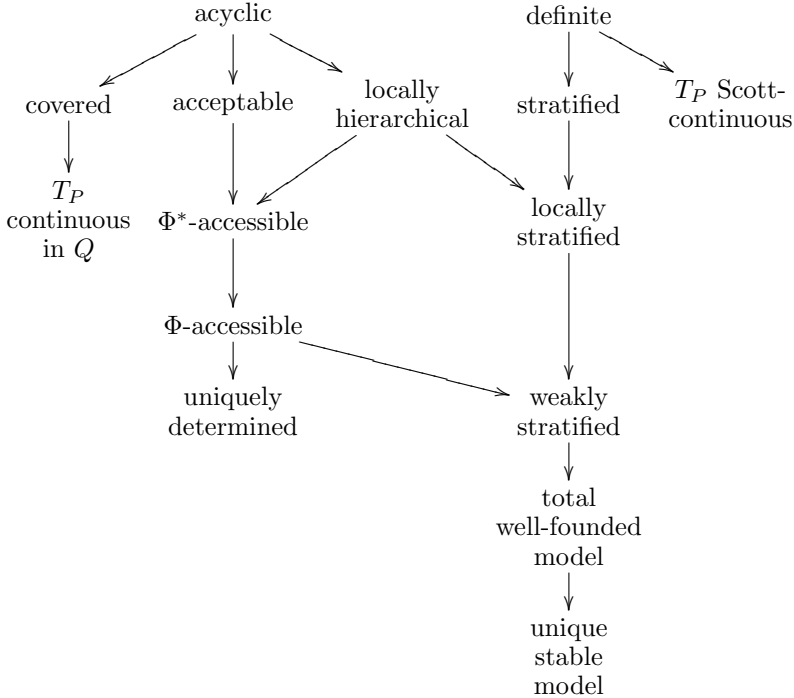 acyclic
definite
covered
acceptable
locally
hierarchical
stratified
T_P Scott-
continuous
T_P
continuous
in Q
Φ*-accessible
locally
stratified
Φ-accessible
uniquely
determined
weakly
stratified
total
well-founded
model
unique
stable
model